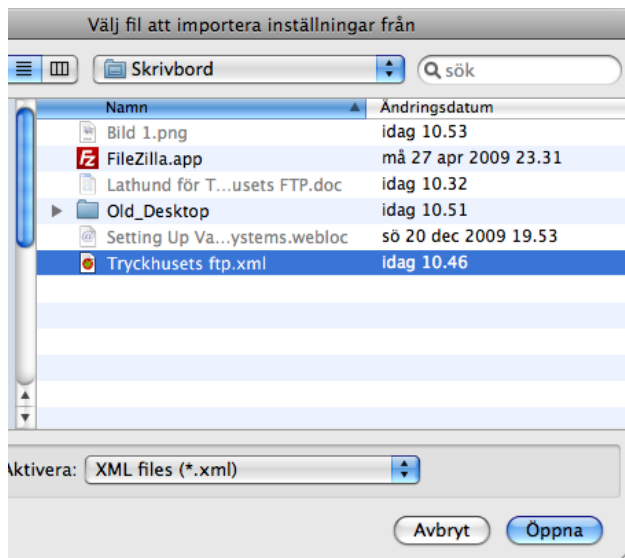 Välj fil att importera inställningar från
Skrivbord
sök
Namn Ändringsdatum
Bild 1.png idag 10.53
FileZilla.app må 27 apr 2009 23.31
Lathund för T...usets FTP.doc idag 10.32
Old_Desktop idag 10.51
Setting Up Va...ystems.webloc sö 20 dec 2009 19.53
Tryckhusets ftp.xml idag 10.46
Aktivera: XML files (*.xml)
Avbryt Öppna